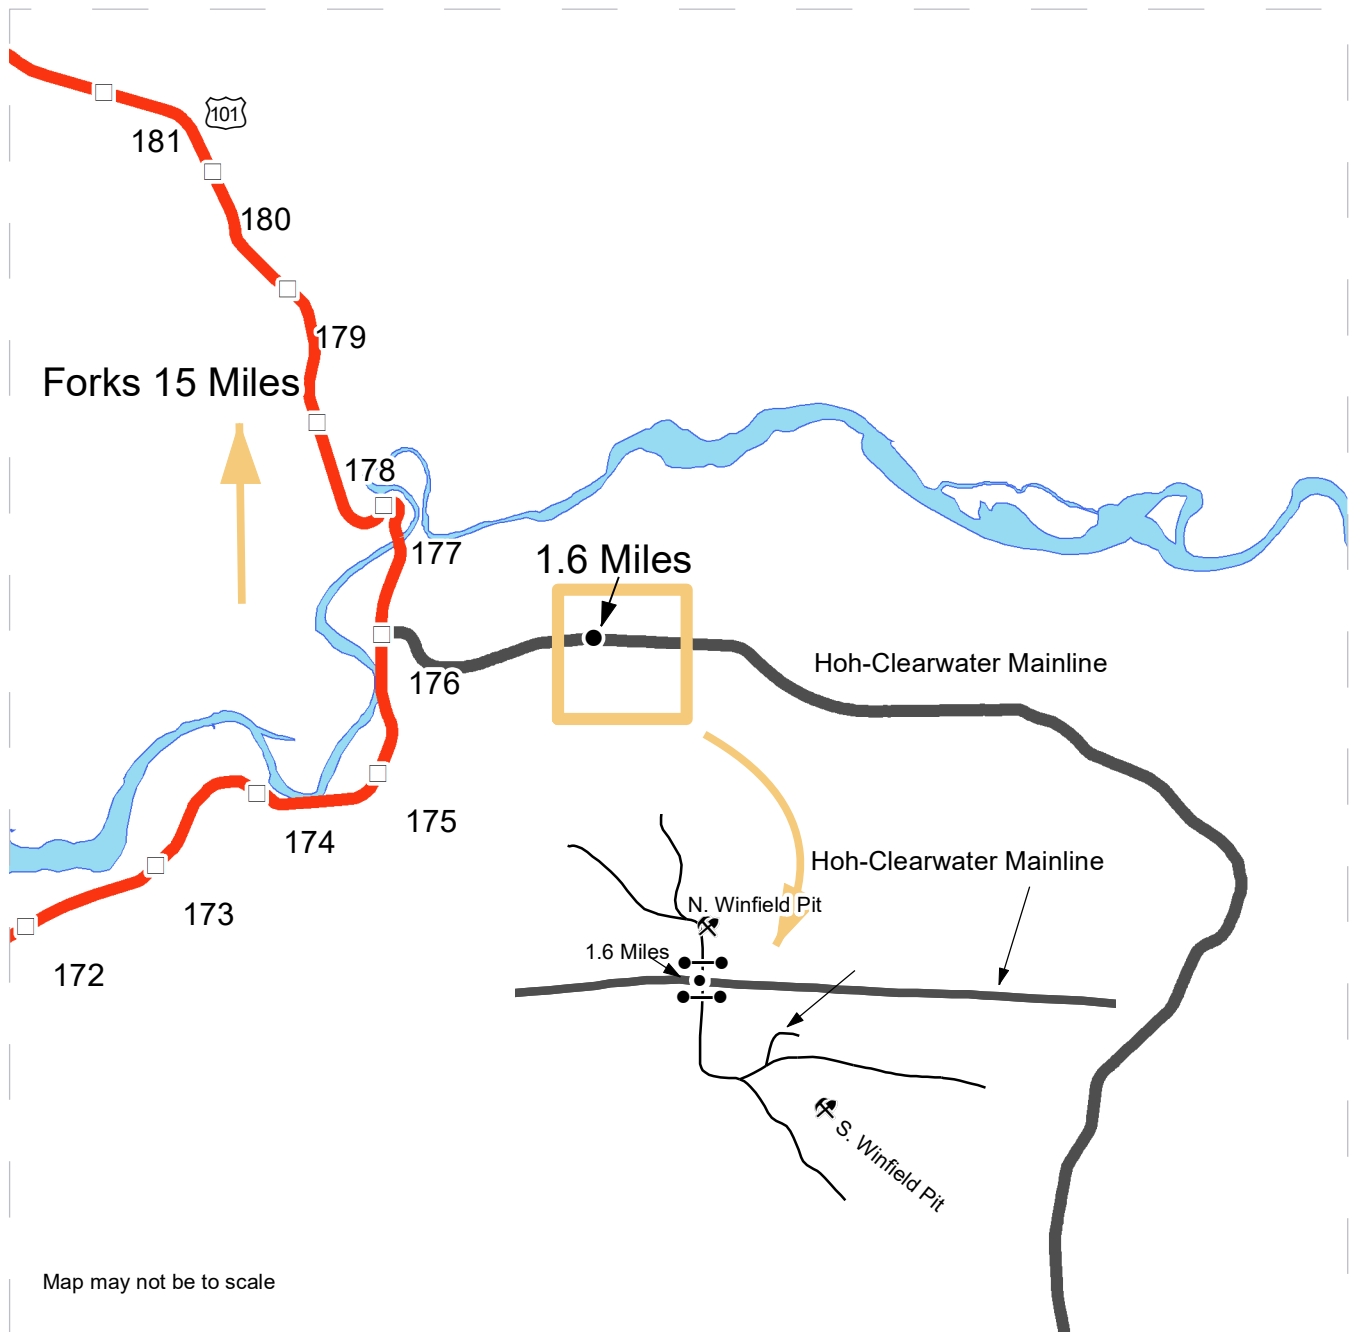 101
181
180
179
Forks 15 Miles
178
177
1.6 Miles
Hoh-Clearwater Mainline
176
175
174
Hoh-Clearwater Mainline
N. Winfield Pit
173
1.6 Miles
172
S. Winfield Pit
Map may not be to scale